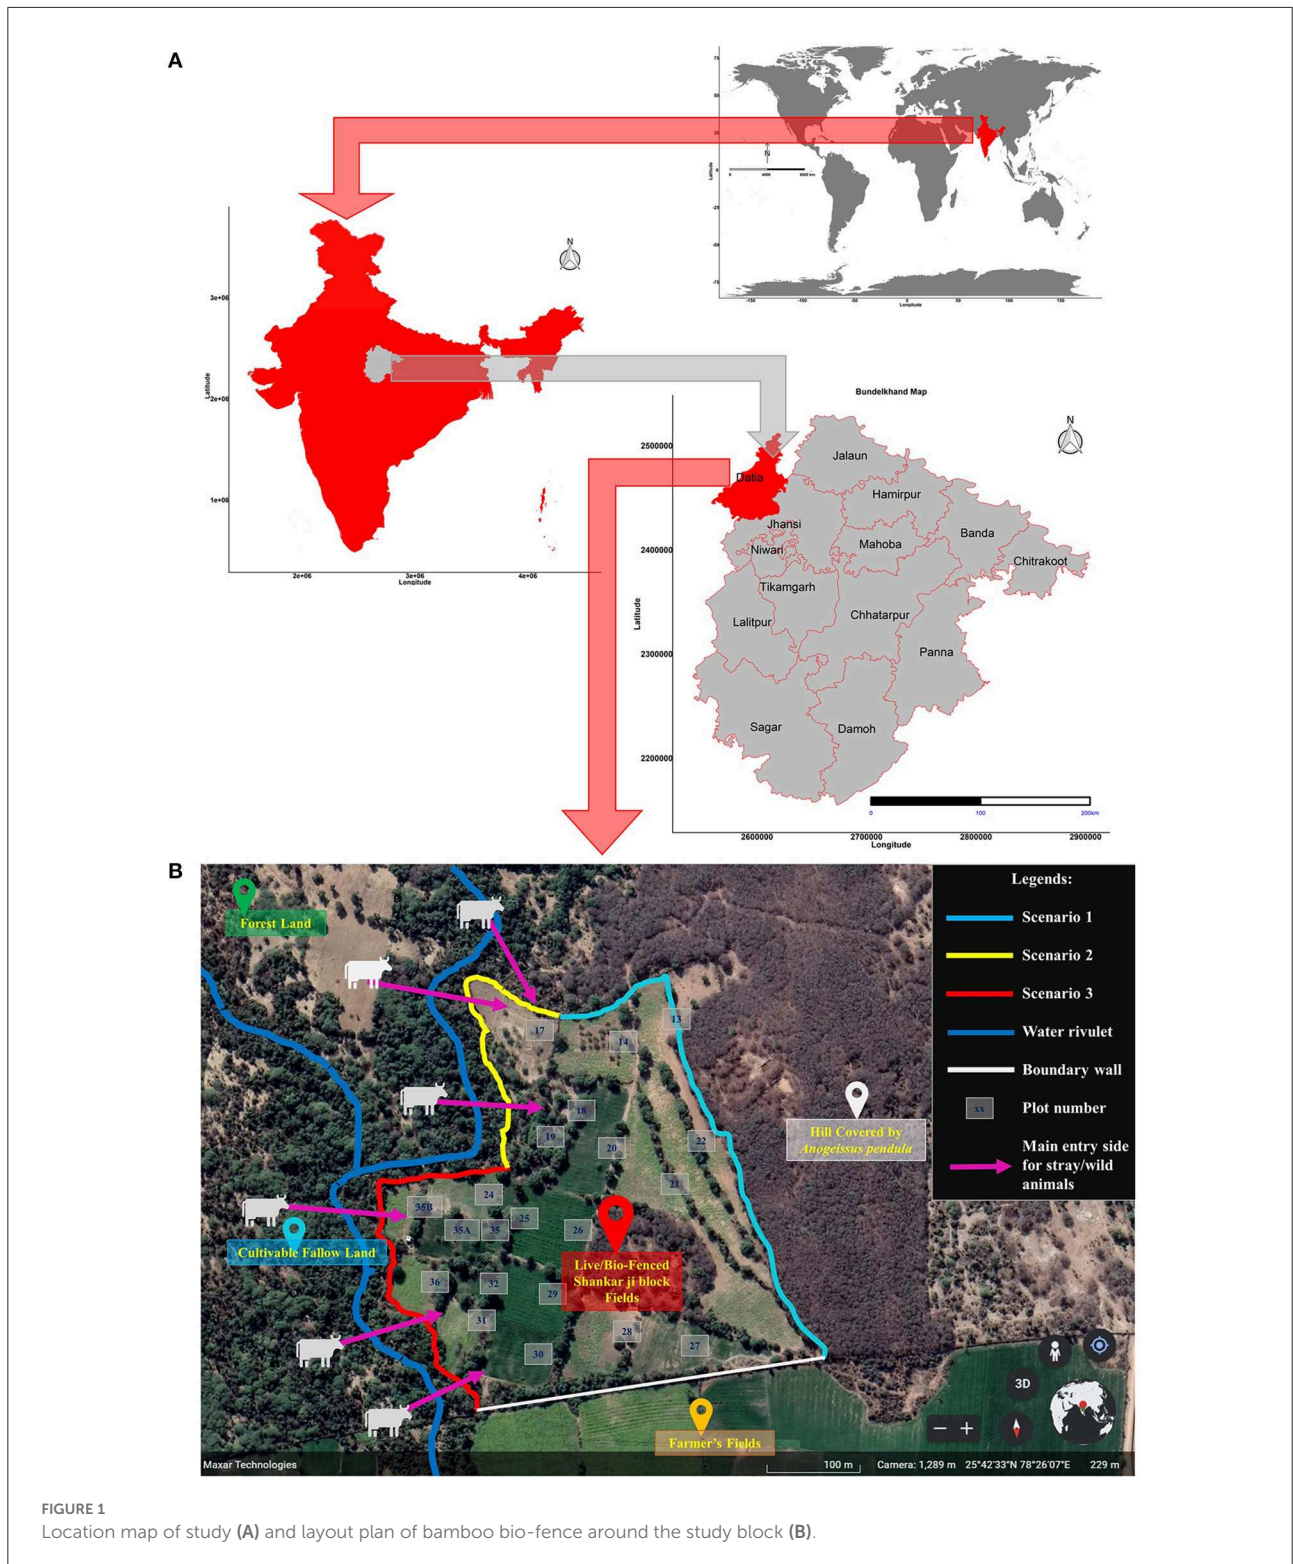 A
75
50
25
0
-25
-50
-75
Latitude
N
0
4000
8000 km
-150
-100
-50
0
50
100
150
Longitude
N
3e+06
2e+06
1e+06
Latitude
2e+06
3e+06
4e+06
Longitude
Bundelkhand Map
N
2500000
2400000
2300000
2200000
Latitude
Datia
Jalaun
Hamirpur
Jhansi
Banda
Mahoba
Niwari
Chitrakoot
Tikamgarh
Chhatarpur
Lalitpur
Panna
Sagar
Damoh
0
100
200km
2600000
2700000
2800000
2900000
Longitude
B
Forest Land
Legends:
Scenario 1
Scenario 2
Scenario 3
Water rivulet
Boundary wall
xx
Plot number
Main entry side
for stray/wild
animals
13
17
14
18
19
20
22
21
24
35B
25
35A
35
26
36
32
29
31
28
30
27
Hill Covered by
Anogeissus pendula
Cultivable Fallow Land
Live/Bio-Fenced
Shankar ji block
Fields
Farmer's Fields
3D
Maxar Technologies
100 m
Camera: 1,289 m
25°42'33"N 78°26'07"E
229 m
FIGURE 1
Location map of study (A) and layout plan of bamboo bio-fence around the study block (B).